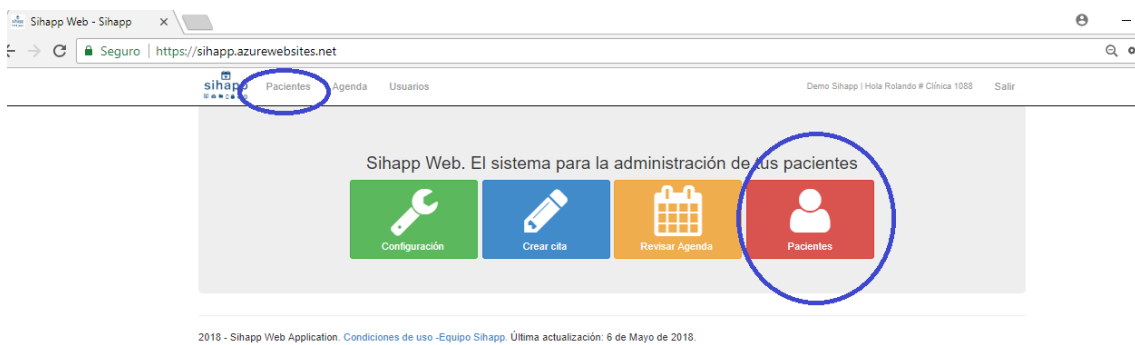 Sihapp Web - Sihapp
Seguro | https://sihapp.azurewebsites.net
sihapp Pacientes Agenda Usuarios Demo Sihapp | Hola Rolando # Clínica 1088 Salir
Sihapp Web. El sistema para la administración de tus pacientes
Configuración Crear cita Revisar Agenda Pacientes
2018 - Sihapp Web Application. Condiciones de uso -Equipo Sihapp. Última actualización: 6 de Mayo de 2018.